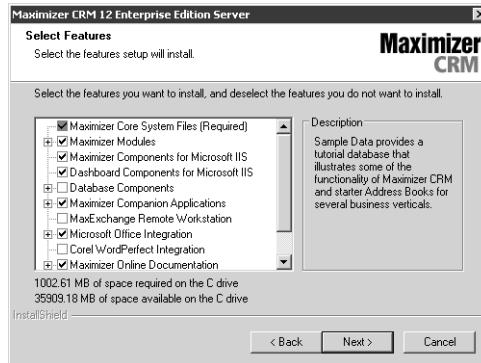 Maximizer CRM 12 Enterprise Edition Server
Select Features
Select the features setup will install.
Maximizer
CRM
Select the features you want to install, and deselect the features you do not want to install.
Maximizer Core System Files (Required)
Maximizer Modules
Maximizer Components for Microsoft IIS
Dashboard Components for Microsoft IIS
Database Components
Maximizer Companion Applications
MaxExchange Remote Workstation
Microsoft Office Integration
Corel WordPerfect Integration
Maximizer Online Documentation
Description
Sample Data provides a
tutorial database that
illustrates some of the
functionality of Maximizer CRM
and starter Address Books for
several business verticals.
1002.61 MB of space required on the C drive
35909.18 MB of space available on the C drive
InstallShield
< Back
Next >
Cancel